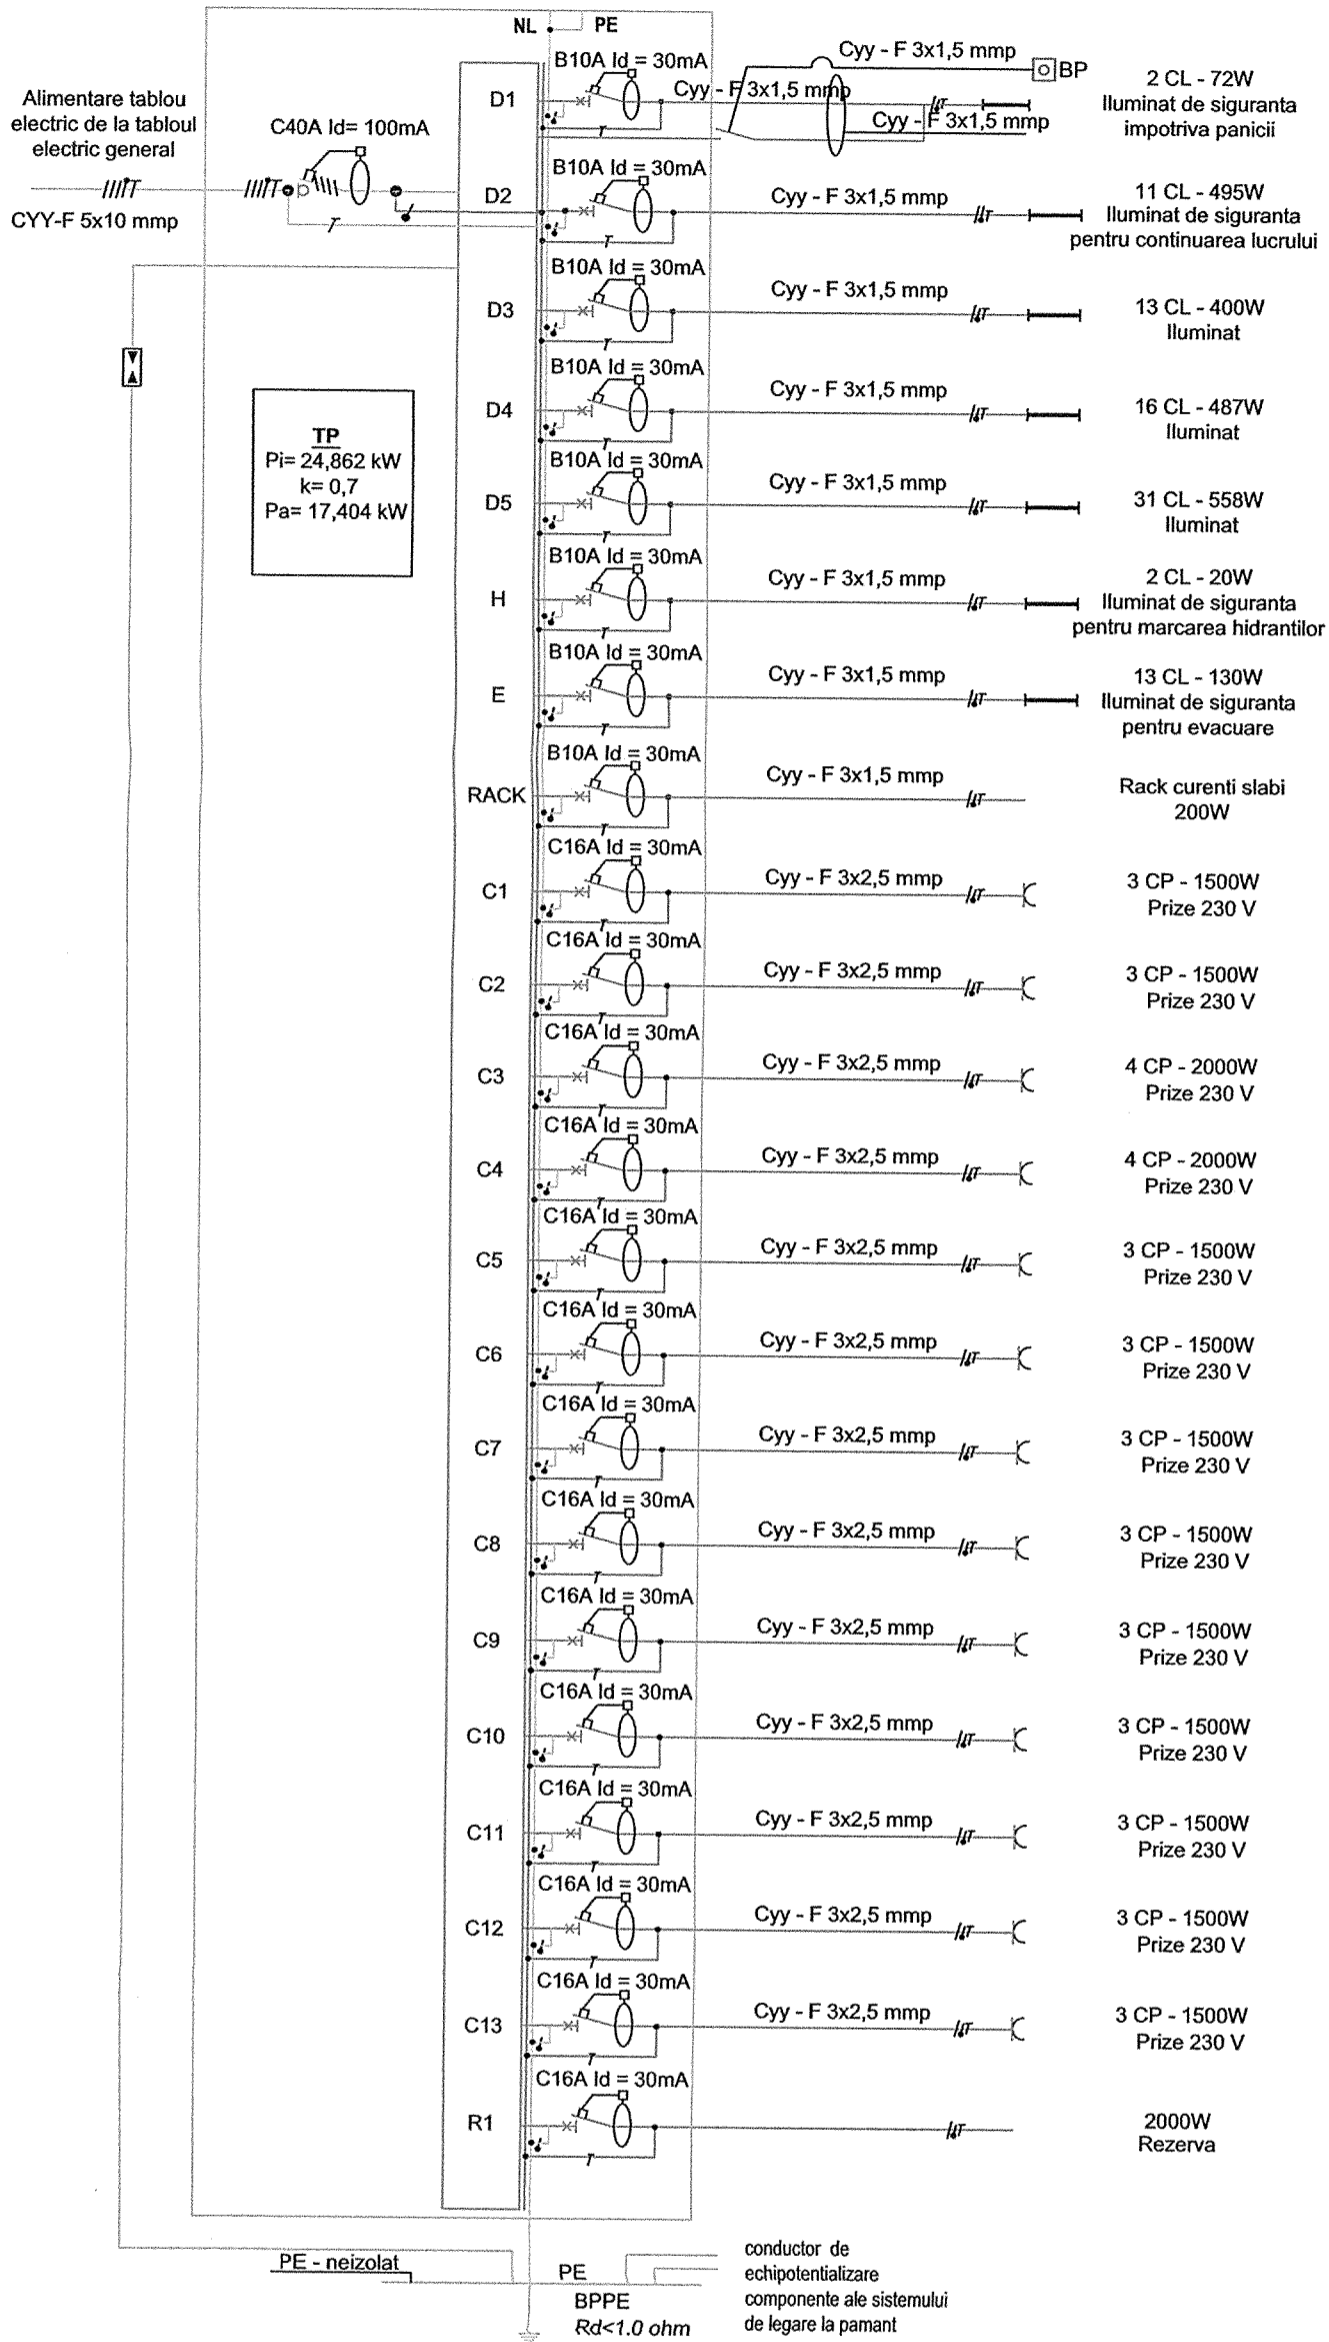 NL PE
Alimentare tablou
electric de la tabloul
electric general
C40A Id= 100mA
CYY-F 5x10 mmp
TP
Pi= 24,862 kW
k= 0,7
Pa= 17,404 kW
B10A Id = 30mA
D1
Cyy - F 3x1,5 mmp
Cyy - F 3x1,5 mmp
Cyy - F 3x1,5 mmp
BP
2 CL - 72W
Iluminat de siguranta
impotriva panicii
B10A Id = 30mA
D2
Cyy - F 3x1,5 mmp
11 CL - 495W
Iluminat de siguranta
pentru continuarea lucrului
B10A Id = 30mA
D3
Cyy - F 3x1,5 mmp
13 CL - 400W
Iluminat
B10A Id = 30mA
D4
Cyy - F 3x1,5 mmp
16 CL - 487W
Iluminat
B10A Id = 30mA
D5
Cyy - F 3x1,5 mmp
31 CL - 558W
Iluminat
B10A Id = 30mA
H
Cyy - F 3x1,5 mmp
2 CL - 20W
Iluminat de siguranta
pentru marcarea hidrantilor
B10A Id = 30mA
E
Cyy - F 3x1,5 mmp
13 CL - 130W
Iluminat de siguranta
pentru evacuare
B10A Id = 30mA
RACK
Cyy - F 3x1,5 mmp
Rack curenti slabi
200W
C16A Id = 30mA
C1
Cyy - F 3x2,5 mmp
3 CP - 1500W
Prize 230 V
C16A Id = 30mA
C2
Cyy - F 3x2,5 mmp
3 CP - 1500W
Prize 230 V
C16A Id = 30mA
C3
Cyy - F 3x2,5 mmp
4 CP - 2000W
Prize 230 V
C16A Id = 30mA
C4
Cyy - F 3x2,5 mmp
4 CP - 2000W
Prize 230 V
C16A Id = 30mA
C5
Cyy - F 3x2,5 mmp
3 CP - 1500W
Prize 230 V
C16A Id = 30mA
C6
Cyy - F 3x2,5 mmp
3 CP - 1500W
Prize 230 V
C16A Id = 30mA
C7
Cyy - F 3x2,5 mmp
3 CP - 1500W
Prize 230 V
C16A Id = 30mA
C8
Cyy - F 3x2,5 mmp
3 CP - 1500W
Prize 230 V
C16A Id = 30mA
C9
Cyy - F 3x2,5 mmp
3 CP - 1500W
Prize 230 V
C16A Id = 30mA
C10
Cyy - F 3x2,5 mmp
3 CP - 1500W
Prize 230 V
C16A Id = 30mA
C11
Cyy - F 3x2,5 mmp
3 CP - 1500W
Prize 230 V
C16A Id = 30mA
C12
Cyy - F 3x2,5 mmp
3 CP - 1500W
Prize 230 V
C16A Id = 30mA
C13
Cyy - F 3x2,5 mmp
3 CP - 1500W
Prize 230 V
C16A Id = 30mA
R1
2000W
Rezerva
PE - neizolat
PE
BPPE
Rd<1.0 ohm
conductor de
echipotentializare
componente ale sistemului
de legare la pamant